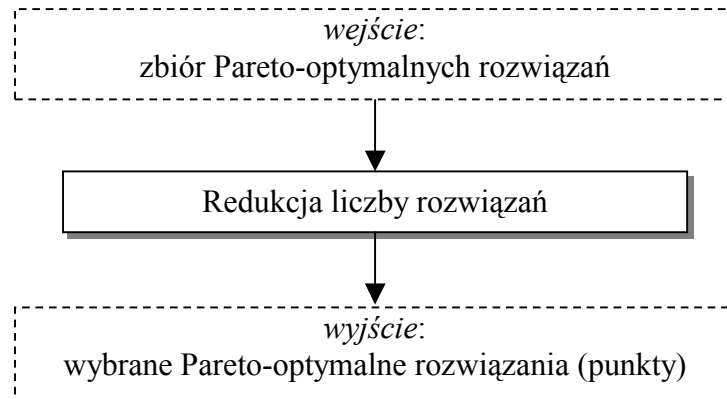 wejście:
zbiór Pareto-optymalnych rozwiązań
Redukcja liczby rozwiązań
wyjście:
wybrane Pareto-optymalne rozwiązania (punkty)